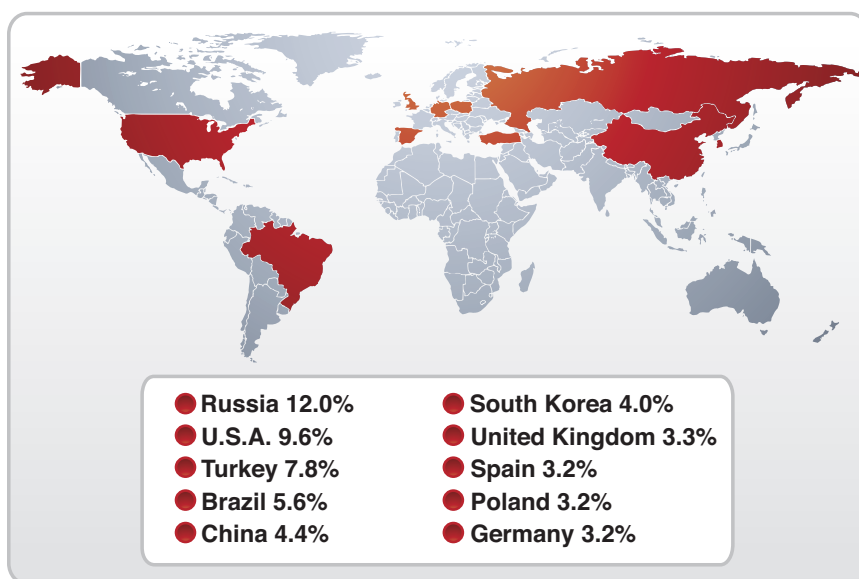 Russia 12.0%
U.S.A. 9.6%
Turkey 7.8%
Brazil 5.6%
China 4.4%
South Korea 4.0%
United Kingdom 3.3%
Spain 3.2%
Poland 3.2%
Germany 3.2%